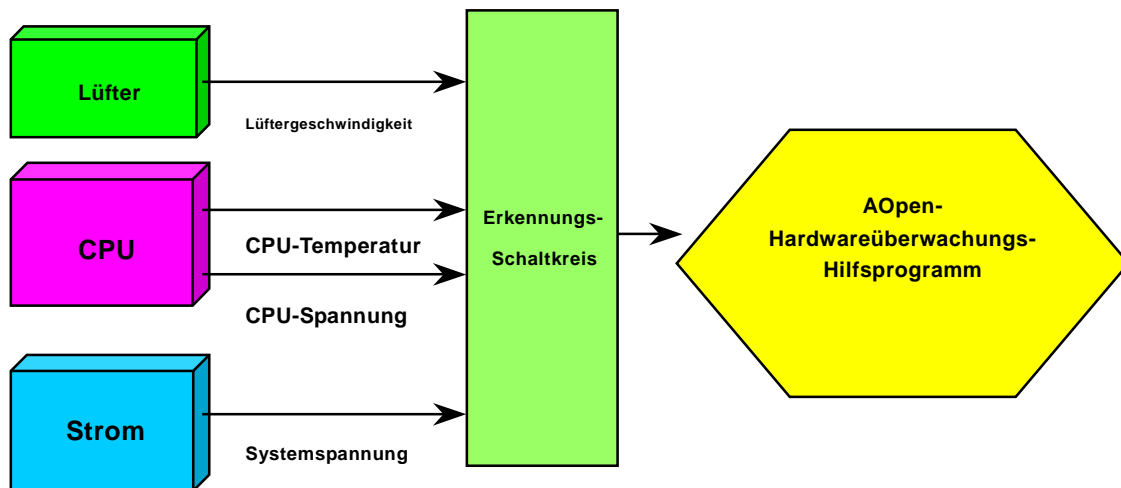 Lüfter
Lüftergeschwindigkeit
CPU
CPU-Temperatur
CPU-Spannung
Strom
Systemspannung
Erkennungs-
Schaltkreis
AOpen-
Hardwareüberwachungs-
Hilfsprogramm